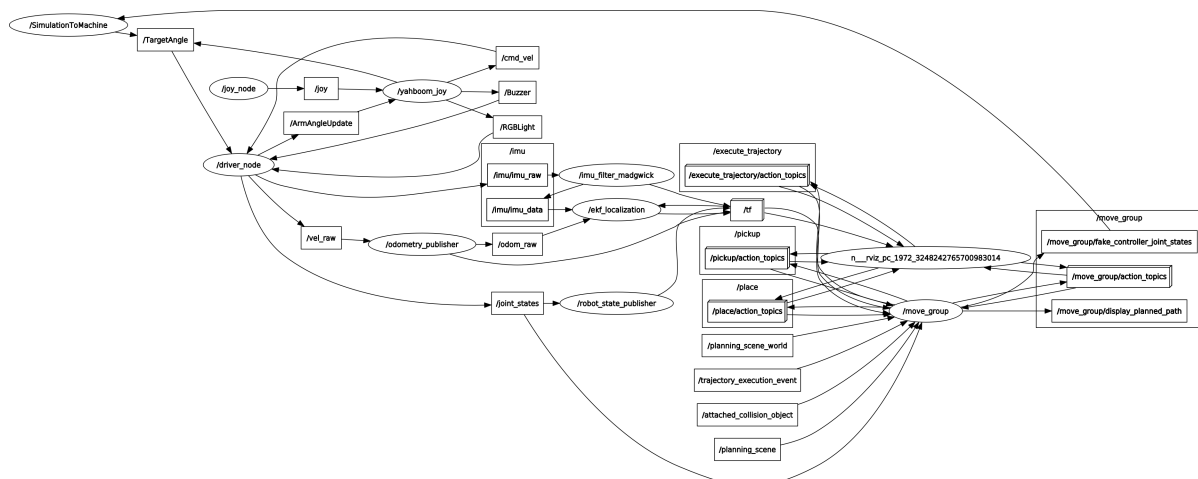 /SimulationToMachine
/TargetAngle
/cmd_vel
/joy_node
/joy
/yahboom_joy
/Buzzer
/ArmAngleUpdate
/RGBLight
/driver_node
/imu
/imu/imu_raw
/imu/imu_data
/imu_filter_madgwick
/ekf_localization
/execute_trajectory
/execute_trajectory/action_topics
/tf
/vel_raw
/odometry_publisher
/odom_raw
/pickup
/pickup/action_topics
n___rviz_pc_1972_3248242765700983014
/move_group
/move_group/fake_controller_joint_states
/move_group/action_topics
/move_group/display_planned_path
/joint_states
/robot_state_publisher
/place
/place/action_topics
/move_group
/planning_scene_world
/trajectory_execution_event
/attached_collision_object
/planning_scene